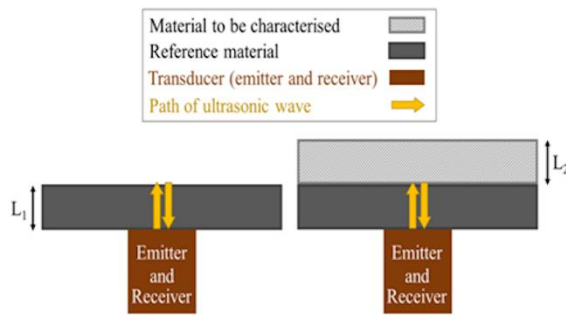 Material to be characterised
Reference material
Transducer (emitter and receiver)
Path of ultrasonic wave
L₁
L₂
Emitter
and
Receiver
Emitter
and
Receiver